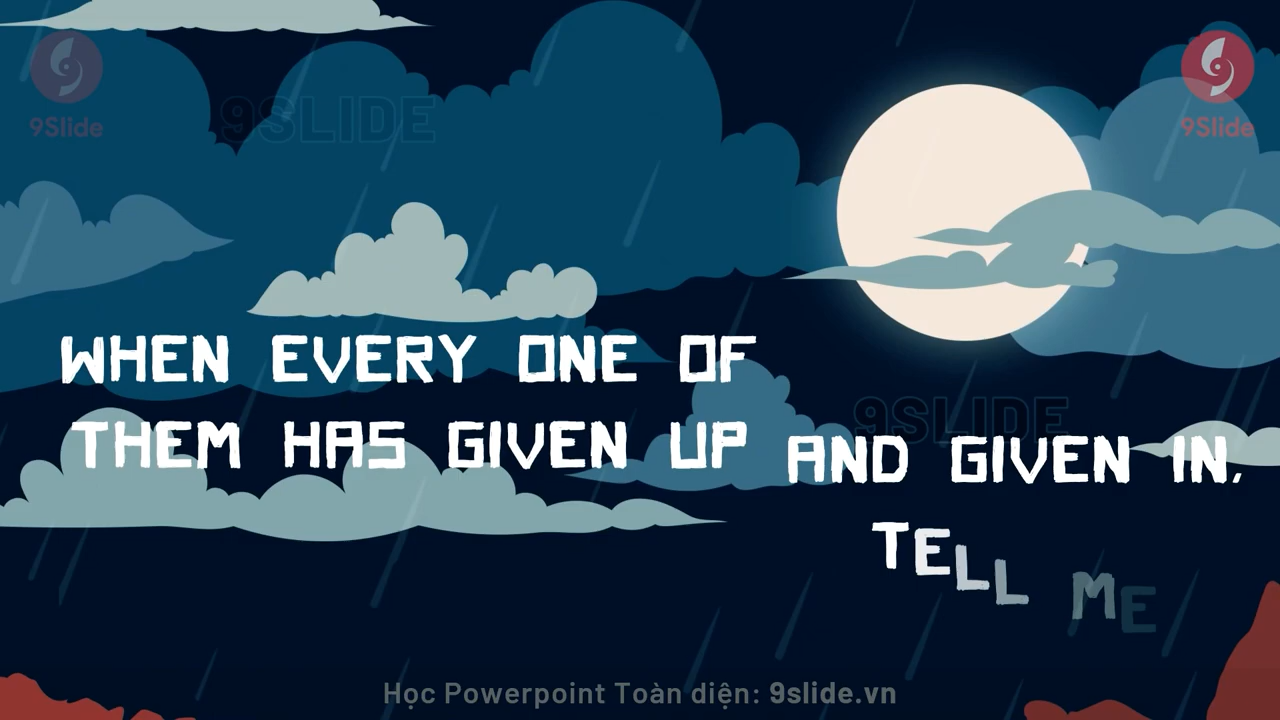 9Slide
9Slide
9SLIDE
WHEN EVERY ONE OF
THEM HAS GIVEN UP
AND GIVEN IN,
TELL ME
9SLIDE
Học Powerpoint Toàn diện: 9slide.vn